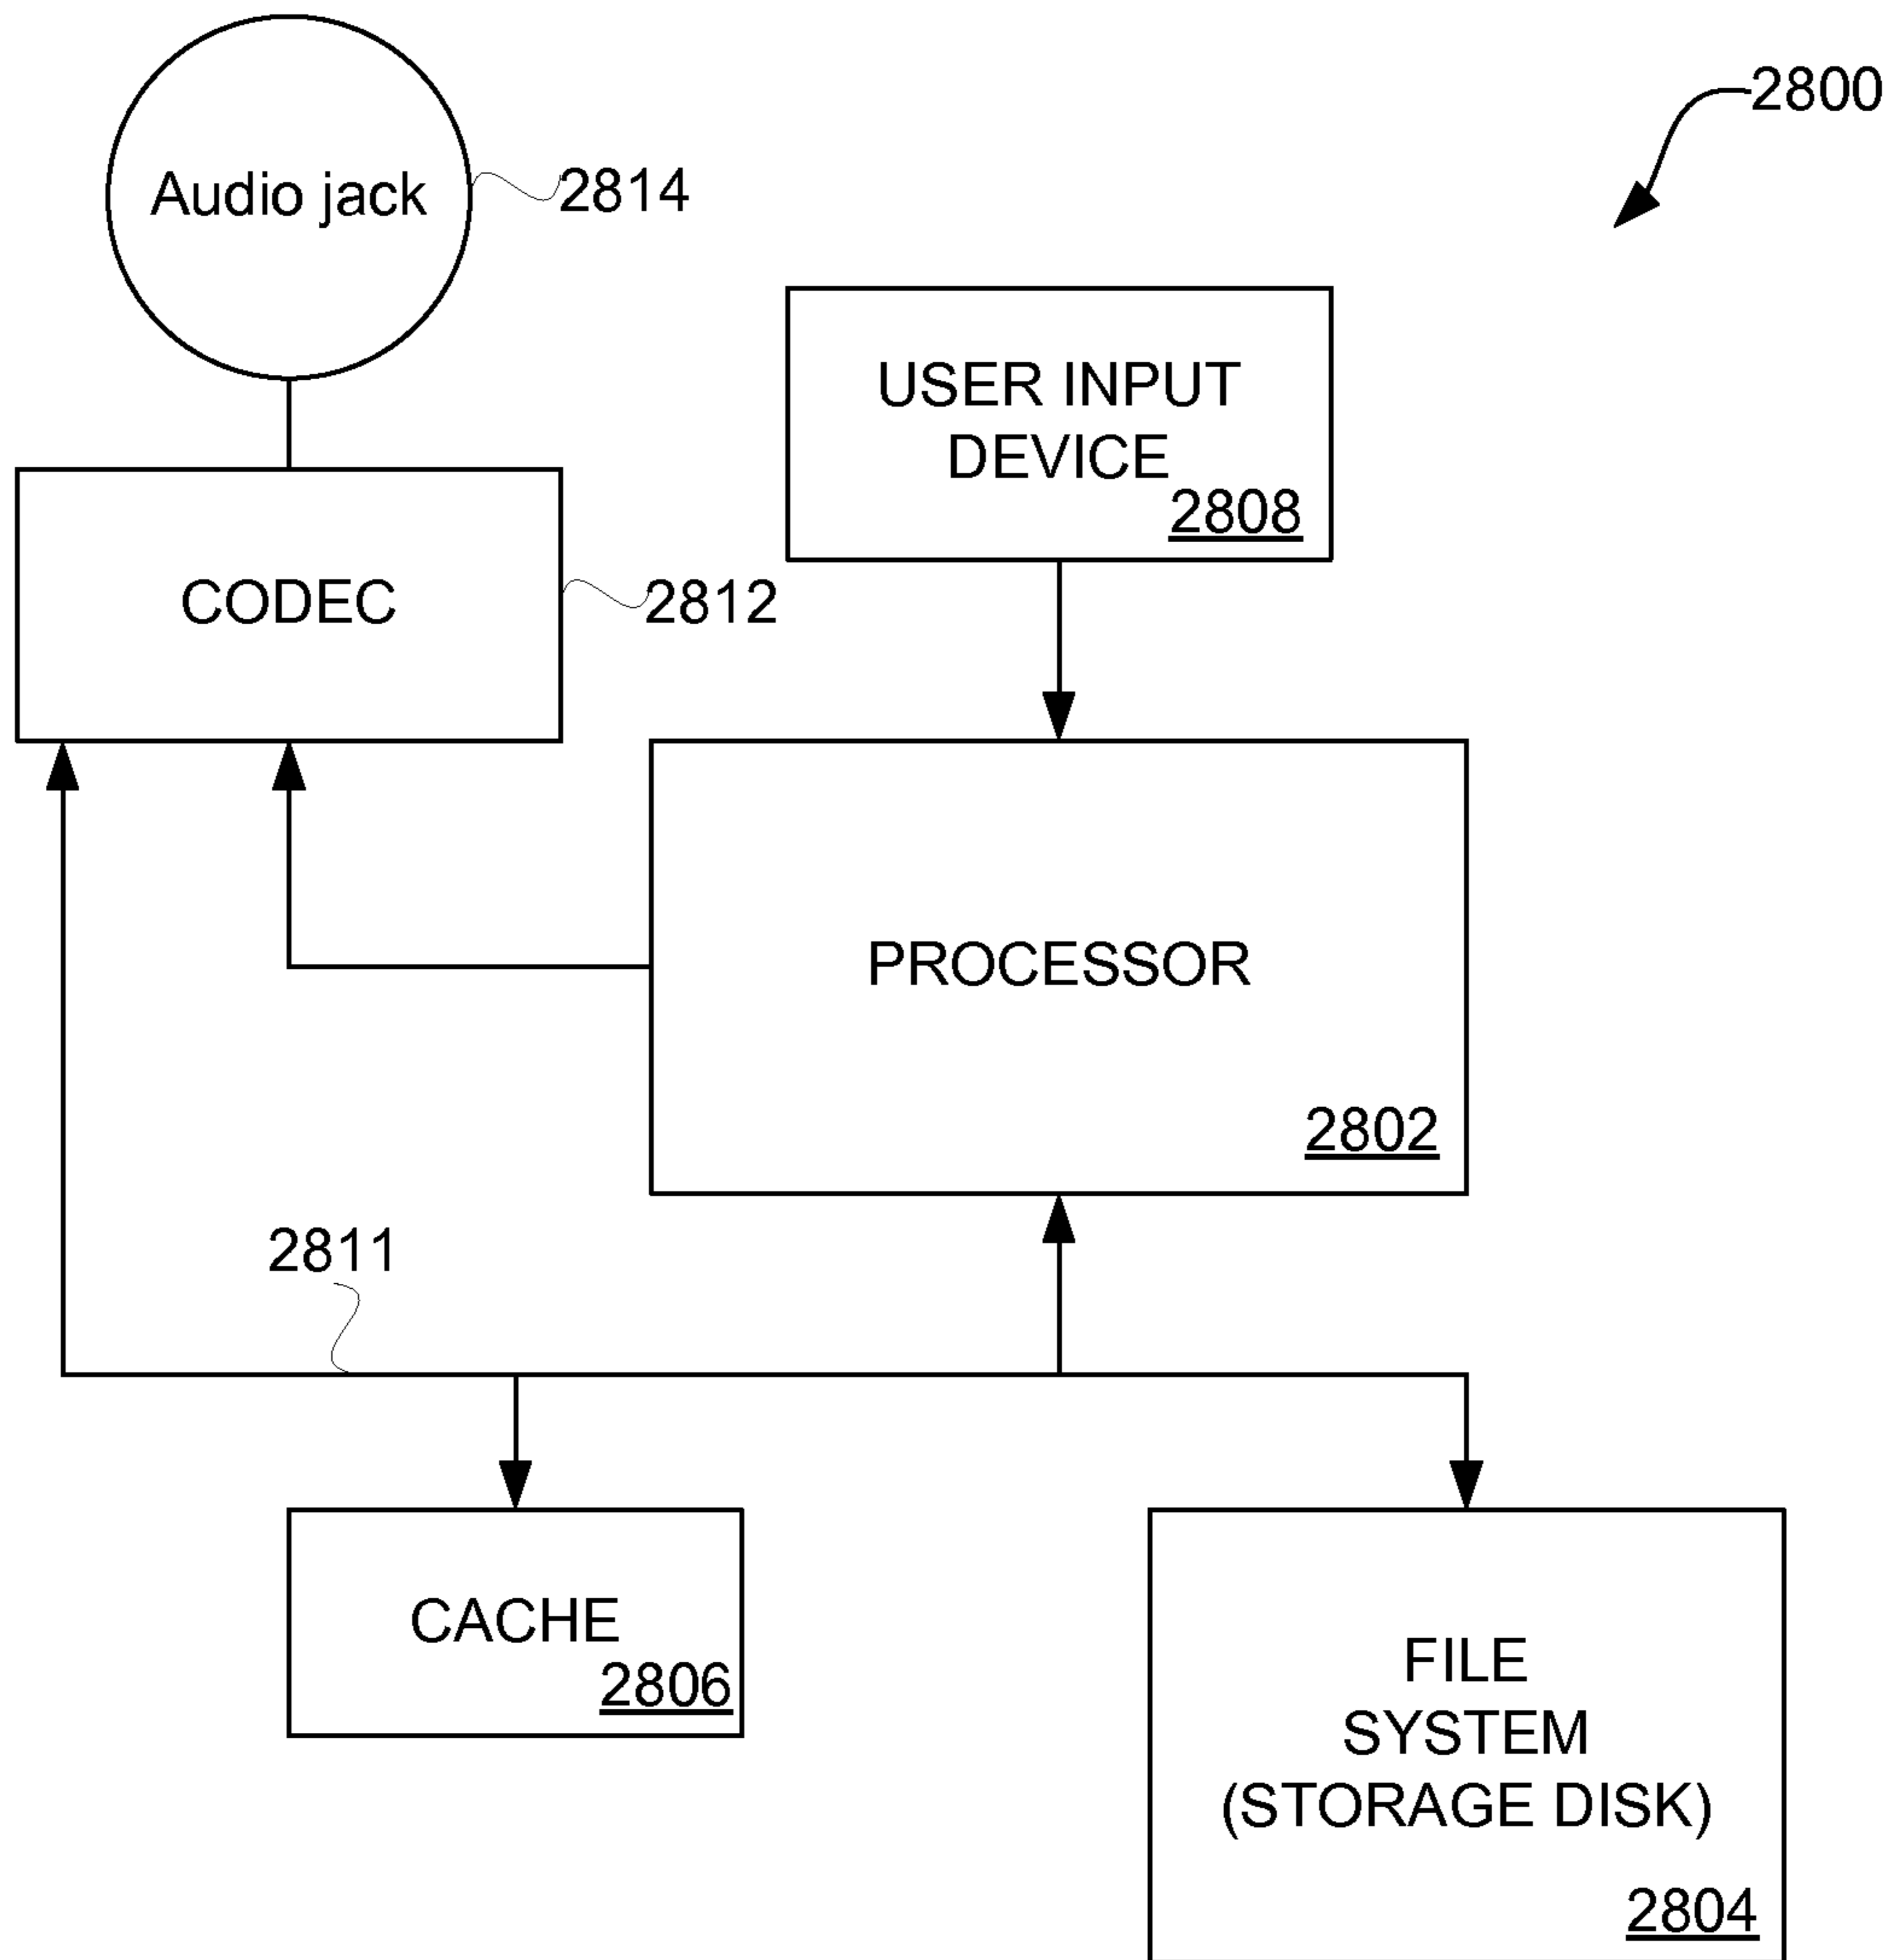 2800
Audio jack
2814
USER INPUT
DEVICE
2808
CODEC
2812
PROCESSOR
2802
2811
CACHE
2806
FILE
SYSTEM
(STORAGE DISK)
2804